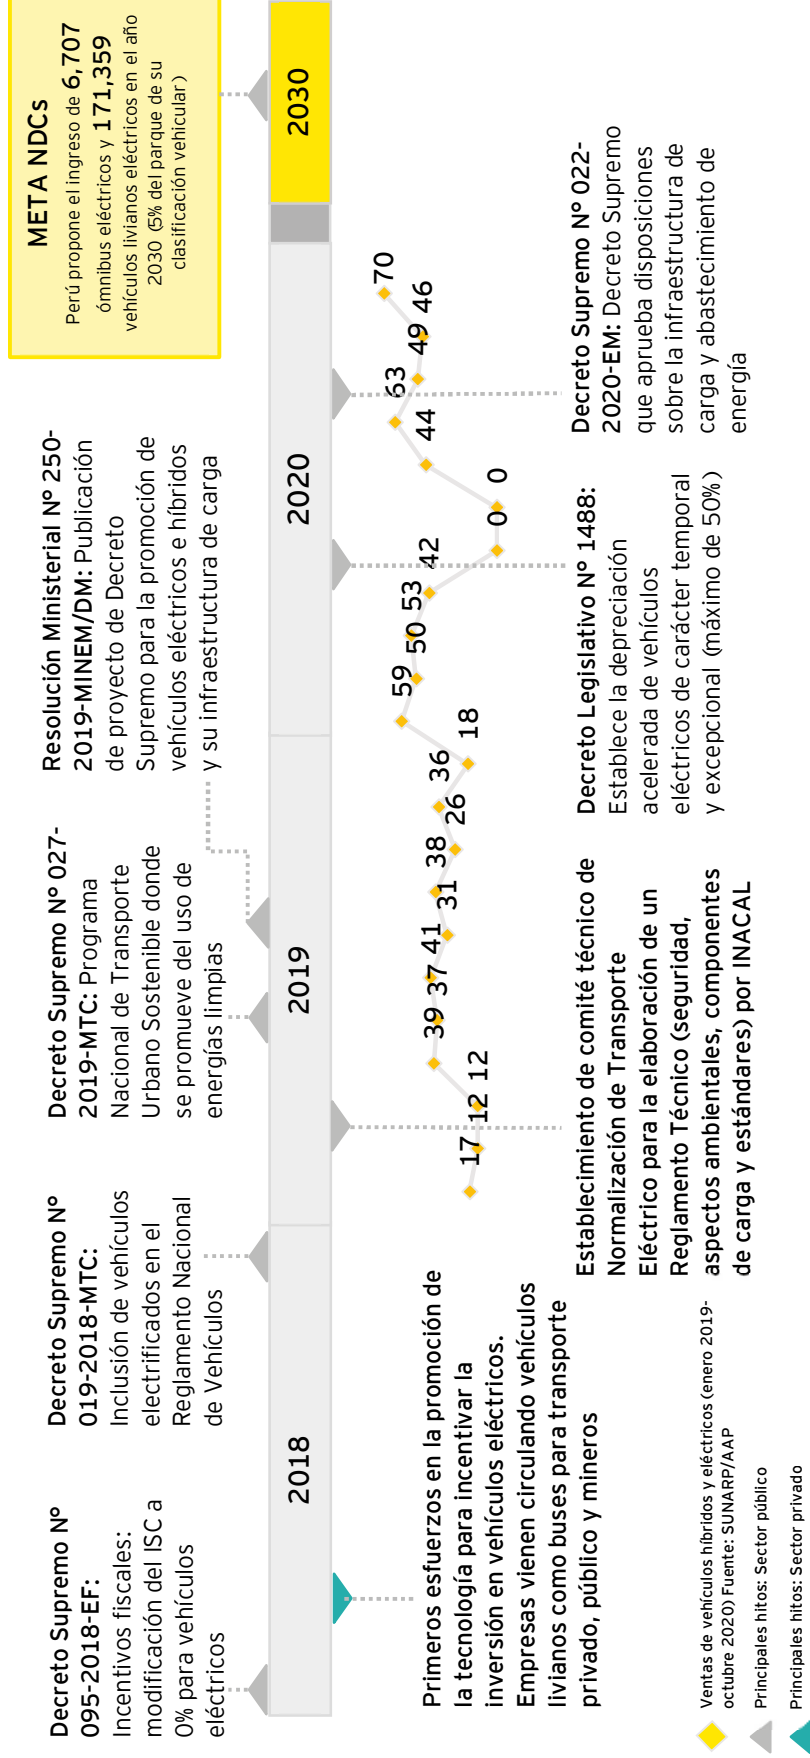 Decreto Supremo Nº
095-2018-EF:
Incentivos fiscales:
modificación del ISC a
0% para vehículos
eléctricos
Decreto Supremo Nº
019-2018-MTC:
Inclusión de vehículos
electrificados en el
Reglamento Nacional
de Vehículos
Decreto Supremo Nº 027-
2019-MTC: Programa
Nacional de Transporte
Urbano Sostenible donde
se promueve del uso de
energías limpias
Resolución Ministerial Nº 250-
2019-MINEM/DM: Publicación
de proyecto de Decreto
Supremo para la promoción de
vehículos eléctricos e híbridos
y su infraestructura de carga
META NDCs
Perú propone el ingreso de 6,707
ómnibus eléctricos y 171,359
vehículos livianos eléctricos en el año
2030 (5% del parque de su
clasificación vehicular)
2018
2019
2020
2030
17
12
12
39
37
41
31
38
26
36
18
59
50
53
42
0
0
44
63
49
46
70
Primeros esfuerzos en la promoción de
la tecnología para incentivar la
inversión en vehículos eléctricos.
Empresas vienen circulando vehículos
livianos como buses para transporte
privado, público y mineros
Establecimiento de comité técnico de
Normalización de Transporte
Eléctrico para la elaboración de un
Reglamento Técnico (seguridad,
aspectos ambientales, componentes
de carga y estándares) por INACAL
Decreto Legislativo Nº 1488:
Establece la depreciación
acelerada de vehículos
eléctricos de carácter temporal
y excepcional (máximo de 50%)
Decreto Supremo Nº 022-
2020-EM: Decreto Supremo
que aprueba disposiciones
sobre la infraestructura de
carga y abastecimiento de
energía
Ventas de vehículos híbridos y eléctricos (enero 2019-
octubre 2020) Fuente: SUNARP/AAP
Principales hitos: Sector público
Principales hitos: Sector privado